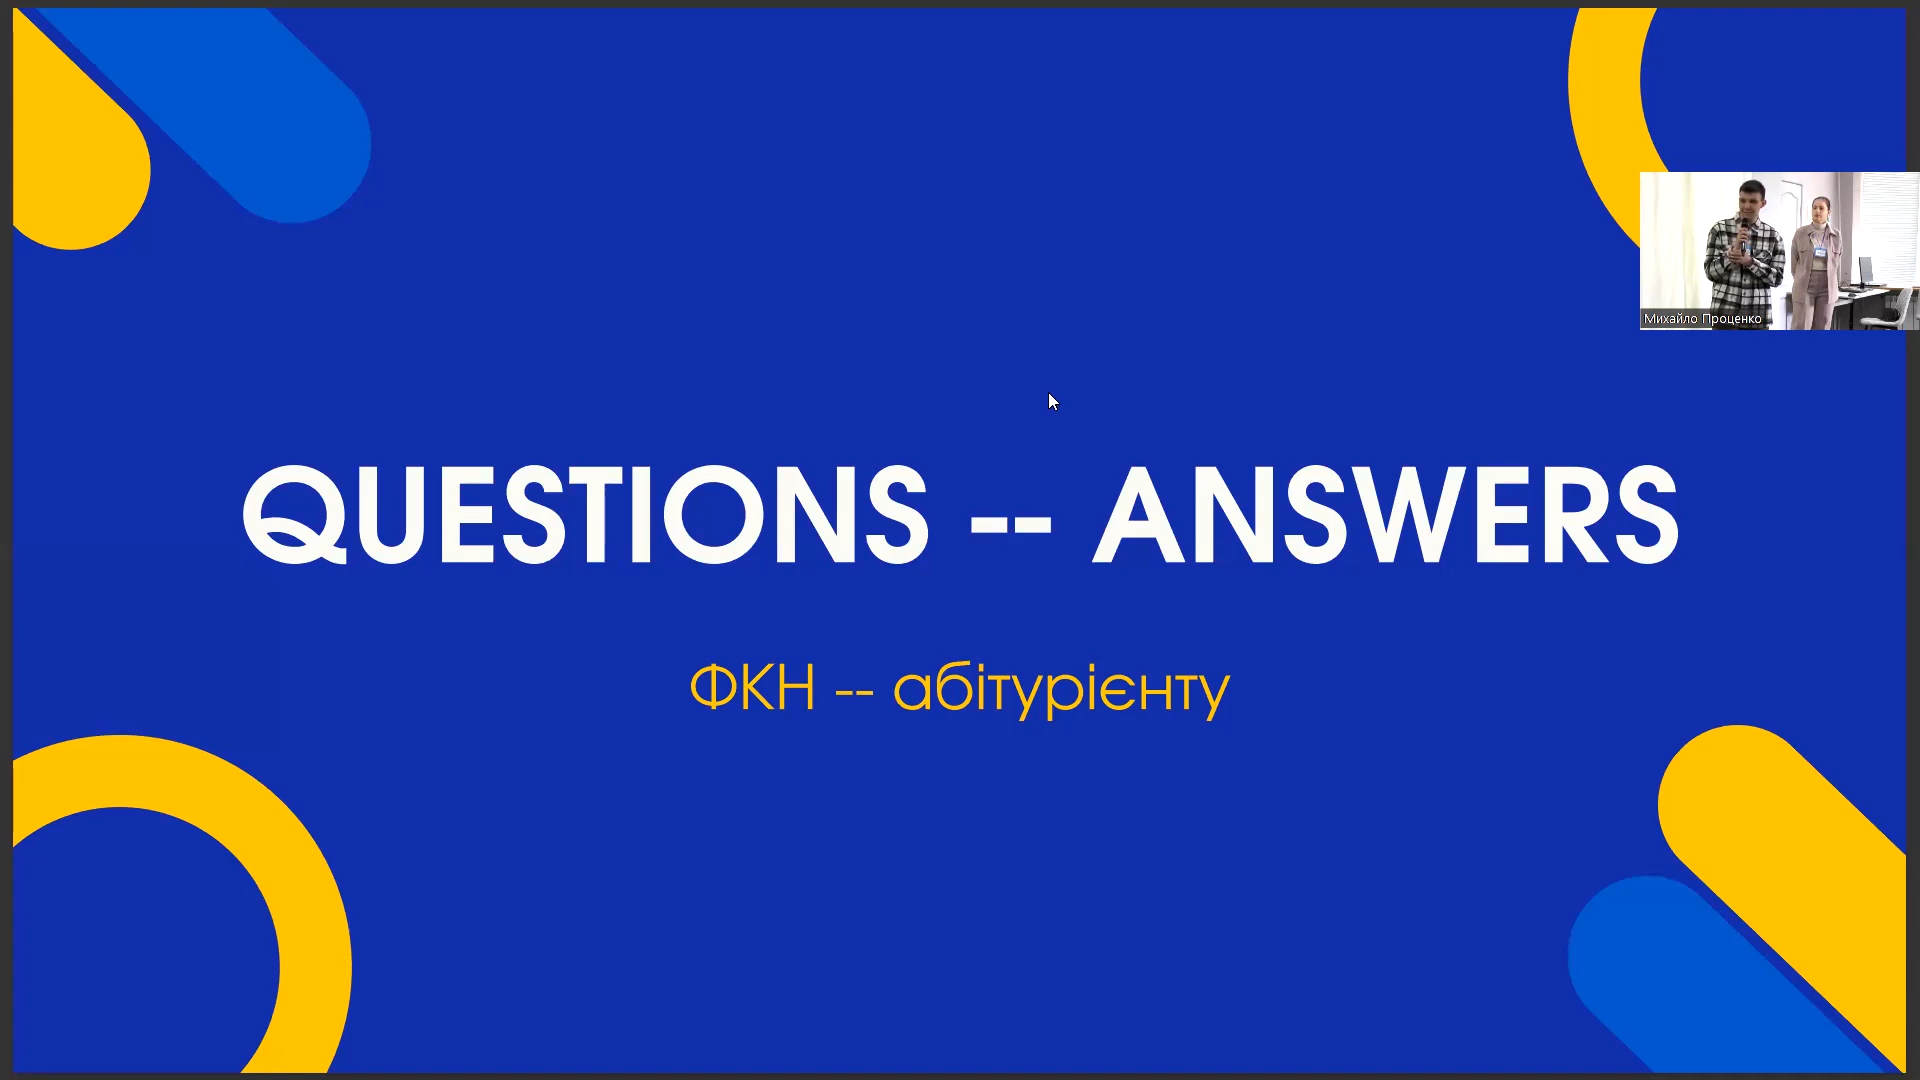 Михайло Проценко
QUESTIONS -- ANSWERS
ФКН -- абітурієнту